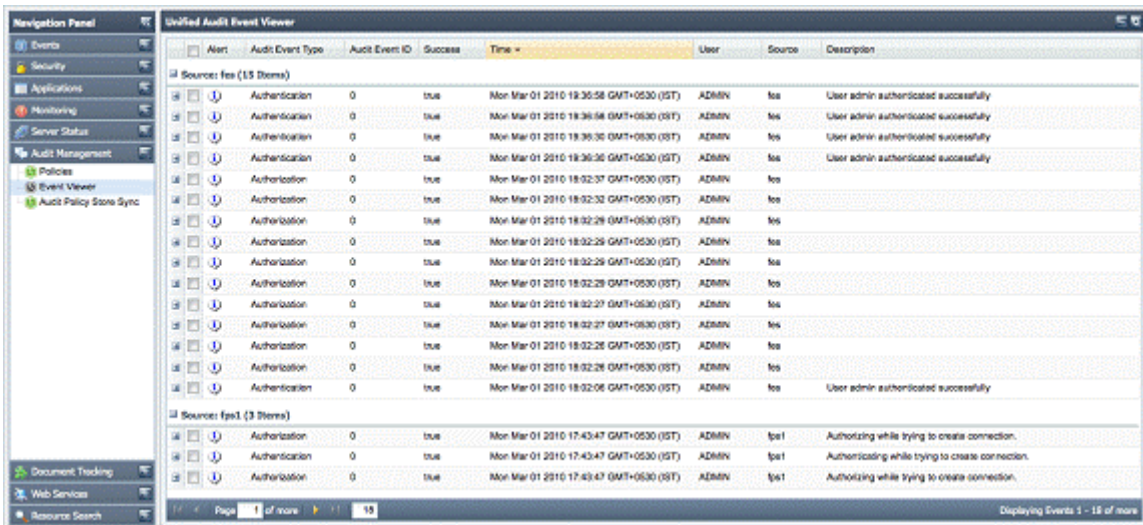 Navigation Panel
Events
Security
Applications
Monitoring
Server Status
Audit Management
Policies
Event Viewer
Audit Policy Store Sync
Document Tracking
Web Services
Resource Search
Unified Audit Event Viewer
Alert Audit Event Type Audit Event ID Success Time User Source Description
Source: fes (15 Items)
Authentication 0 true Mon Mar 01 2010 19:36:58 GMT+0530 (IST) ADMIN fes User admin authenticated successfully
Authentication 0 true Mon Mar 01 2010 19:36:58 GMT+0530 (IST) ADMIN fes User admin authenticated successfully
Authentication 0 true Mon Mar 01 2010 19:36:30 GMT+0530 (IST) ADMIN fes User admin authenticated successfully
Authentication 0 true Mon Mar 01 2010 19:36:30 GMT+0530 (IST) ADMIN fes User admin authenticated successfully
Authorization 0 true Mon Mar 01 2010 18:02:37 GMT+0530 (IST) ADMIN fes
Authorization 0 true Mon Mar 01 2010 18:02:32 GMT+0530 (IST) ADMIN fes
Authorization 0 true Mon Mar 01 2010 18:02:29 GMT+0530 (IST) ADMIN fes
Authorization 0 true Mon Mar 01 2010 18:02:29 GMT+0530 (IST) ADMIN fes
Authorization 0 true Mon Mar 01 2010 18:02:29 GMT+0530 (IST) ADMIN fes
Authorization 0 true Mon Mar 01 2010 18:02:29 GMT+0530 (IST) ADMIN fes
Authorization 0 true Mon Mar 01 2010 18:02:27 GMT+0530 (IST) ADMIN fes
Authorization 0 true Mon Mar 01 2010 18:02:27 GMT+0530 (IST) ADMIN fes
Authorization 0 true Mon Mar 01 2010 18:02:26 GMT+0530 (IST) ADMIN fes
Authorization 0 true Mon Mar 01 2010 18:02:26 GMT+0530 (IST) ADMIN fes
Authentication 0 true Mon Mar 01 2010 18:02:06 GMT+0530 (IST) ADMIN fes User admin authenticated successfully
Source: fps1 (3 Items)
Authorization 0 true Mon Mar 01 2010 17:43:47 GMT+0530 (IST) ADMIN fps1 Authorizing while trying to create connection.
Authentication 0 true Mon Mar 01 2010 17:43:47 GMT+0530 (IST) ADMIN fps1 Authenticating while trying to create connection.
Authorization 0 true Mon Mar 01 2010 17:43:47 GMT+0530 (IST) ADMIN fps1 Authorizing while trying to create connection.
Page 1 of more 18 Displaying Events 1 - 18 of more